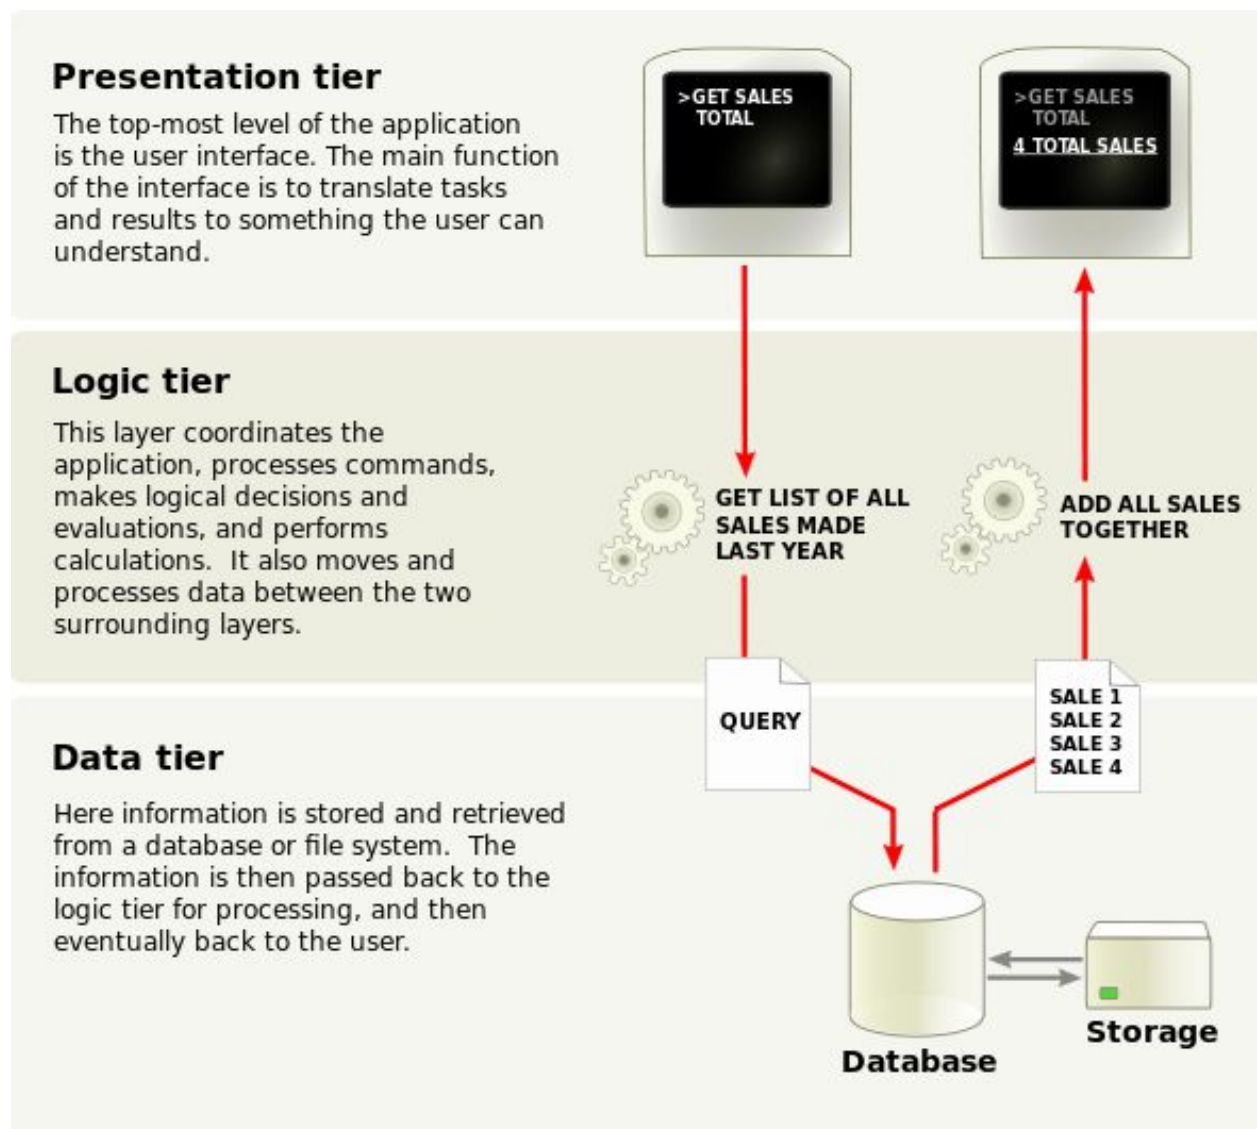 Presentation tier
The top-most level of the application
is the user interface. The main function
of the interface is to translate tasks
and results to something the user can
understand.
>GET SALES
TOTAL
>GET SALES
TOTAL
4 TOTAL SALES
Logic tier
This layer coordinates the
application, processes commands,
makes logical decisions and
evaluations, and performs
calculations.  It also moves and
processes data between the two
surrounding layers.
GET LIST OF ALL
SALES MADE
LAST YEAR
ADD ALL SALES
TOGETHER
QUERY
SALE 1
SALE 2
SALE 3
SALE 4
Data tier
Here information is stored and retrieved
from a database or file system.  The
information is then passed back to the
logic tier for processing, and then
eventually back to the user.
Database
Storage